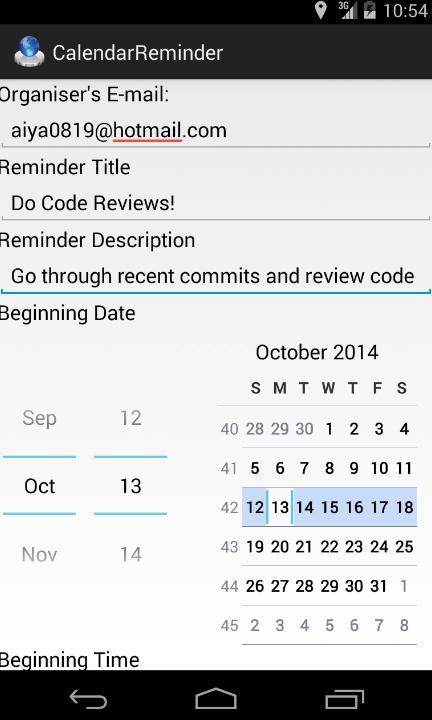 3G 10:54
CalendarReminder
Organiser's E-mail:
aiya0819@hotmail.com
Reminder Title
Do Code Reviews!
Reminder Description
Go through recent commits and review code
Beginning Date
October 2014
S M T W T F S
Sep 12
Oct 13
Nov 14
40 28 29 30 1 2 3 4
41 5 6 7 8 9 10 11
42 12 13 14 15 16 17 18
43 19 20 21 22 23 24 25
44 26 27 28 29 30 31 1
45 2 3 4 5 6 7 8
Beginning Time